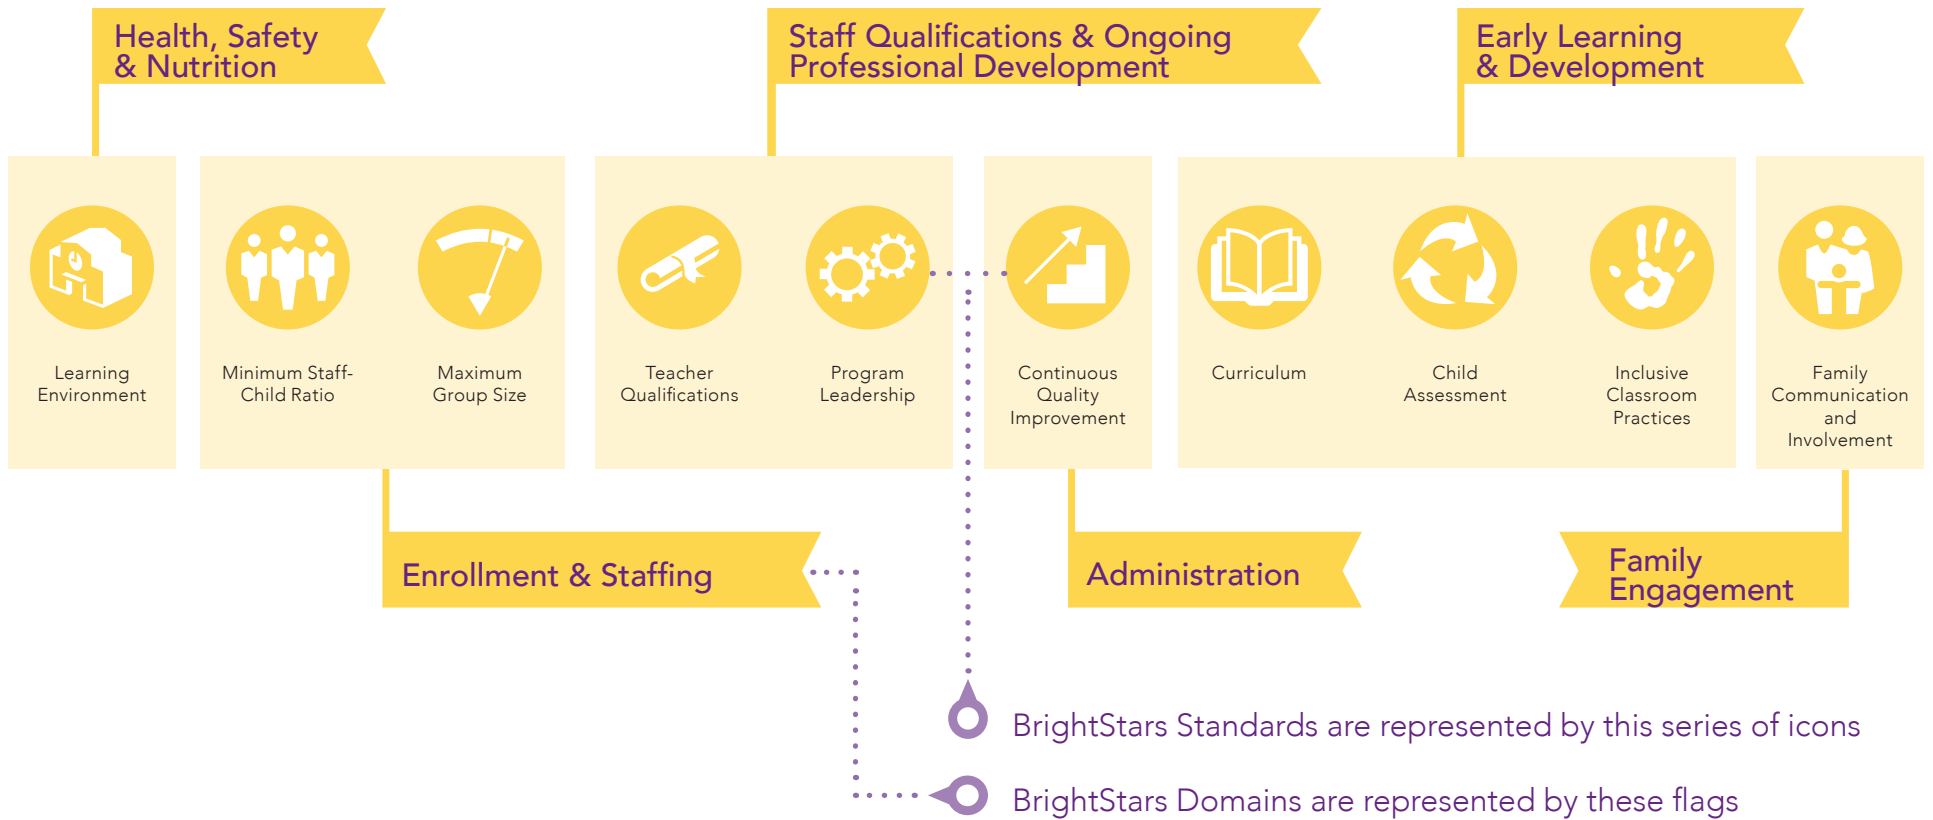 Health, Safety
& Nutrition
Staff Qualifications & Ongoing
Professional Development
Early Learning
& Development
Learning
Environment
Minimum Staff-
Child Ratio
Maximum
Group Size
Teacher
Qualifications
Program
Leadership
Continuous
Quality
Improvement
Curriculum
Child
Assessment
Inclusive
Classroom
Practices
Family
Communication
and
Involvement
Enrollment & Staffing
Administration
Family
Engagement
BrightStars Standards are represented by this series of icons
BrightStars Domains are represented by these flags